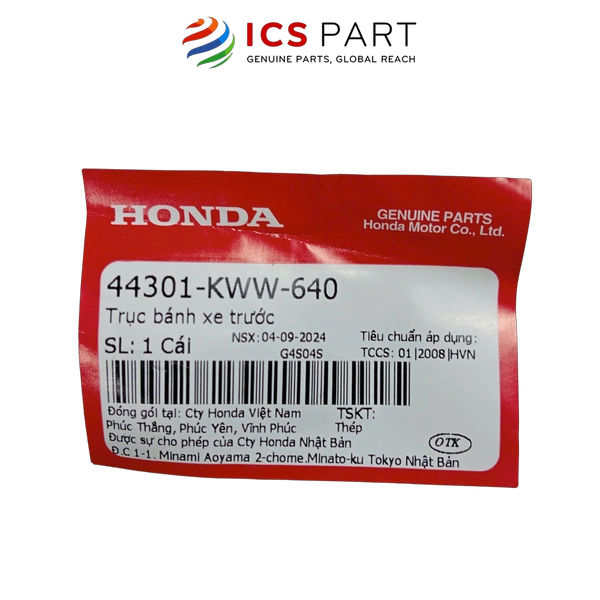 ICS PART
GENUINE PARTS, GLOBAL REACH
HONDA
GENUINE PARTS
Honda Motor Co., Ltd.
44301-KWW-640
Trục bánh xe trước
SL: 1 Cái
NSX: 04-09-2024
G4S04S
Tiêu chuẩn áp dụng:
TCCS: 01|2008|HVN
Đóng gói tại: Cty Honda Việt Nam
Phúc Thắng, Phúc Yên, Vĩnh Phúc
TSKT:
Thép
Được sự cho phép của Cty Honda Nhật Bản
Đ.C 1-1. Minami Aoyama 2-chome.Minato-ku Tokyo Nhật Bản
OTK